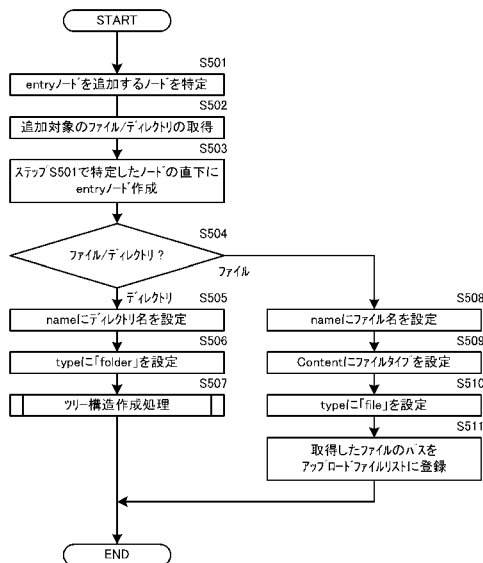 START
S501
entryノードを追加するノードを特定
S502
追加対象のファイル/ディレクトリの取得
S503
ステップS501で特定したノードの直下に
entryノード作成
S504
ファイル/ディレクトリ?
ファイル
ディレクトリ
S505
nameにディレクトリ名を設定
S506
typeに「folder」を設定
S507
ツリー構造作成処理
S508
nameにファイル名を設定
S509
Contentにファイルタイプを設定
S510
typeに「file」を設定
S511
取得したファイルのパスを
アップロードファイルリストに登録
END